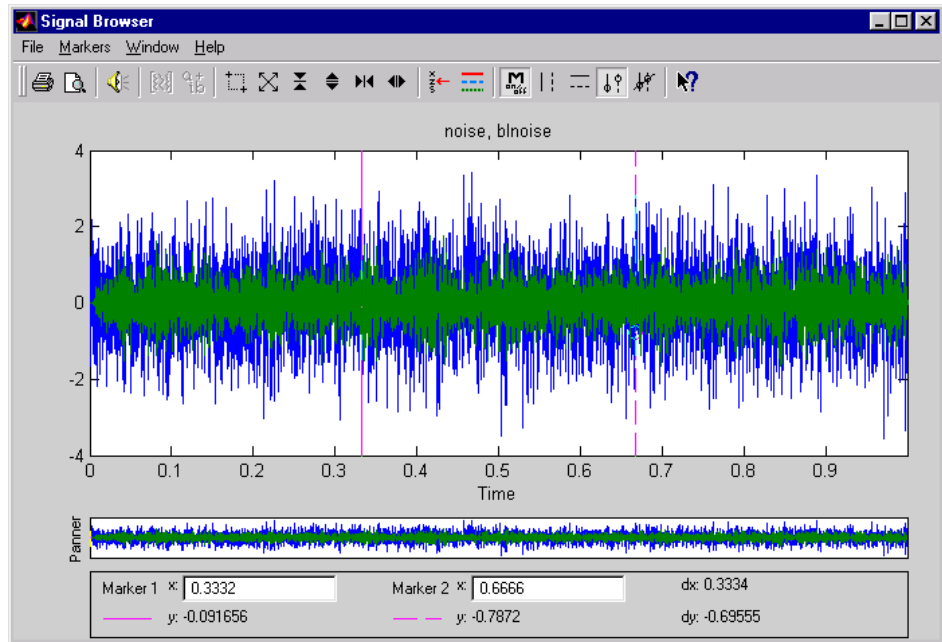 Signal Browser
File Markers Window Help
M
on/off
noise, blnoise
4
2
0
-2
-4
0 0.1 0.2 0.3 0.4 0.5 0.6 0.7 0.8 0.9
Time
Panner
Marker 1 x: 0.3332 Marker 2 x: 0.6666 dx: 0.3334
y: -0.091656 y: -0.7872 dy: -0.69555